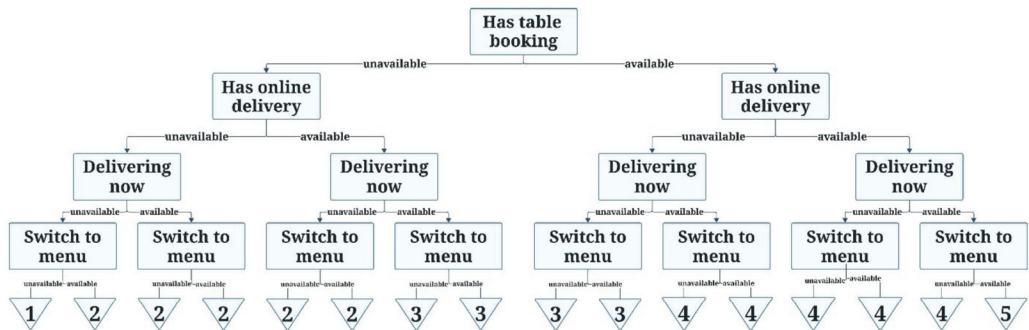 Has table
booking
unavailable
available
Has online
delivery
Has online
delivery
unavailable
available
unavailable
available
Delivering
now
Delivering
now
Delivering
now
Delivering
now
unavailable
available
unavailable
available
unavailable
available
unavailable
available
Switch to
menu
Switch to
menu
Switch to
menu
Switch to
menu
Switch to
menu
Switch to
menu
Switch to
menu
Switch to
menu
unavailable
available
unavailable
available
unavailable
available
unavailable
available
unavailable
available
unavailable
available
unavailable
available
unavailable
available
1
2
2
2
2
2
3
3
3
3
4
4
4
4
4
5